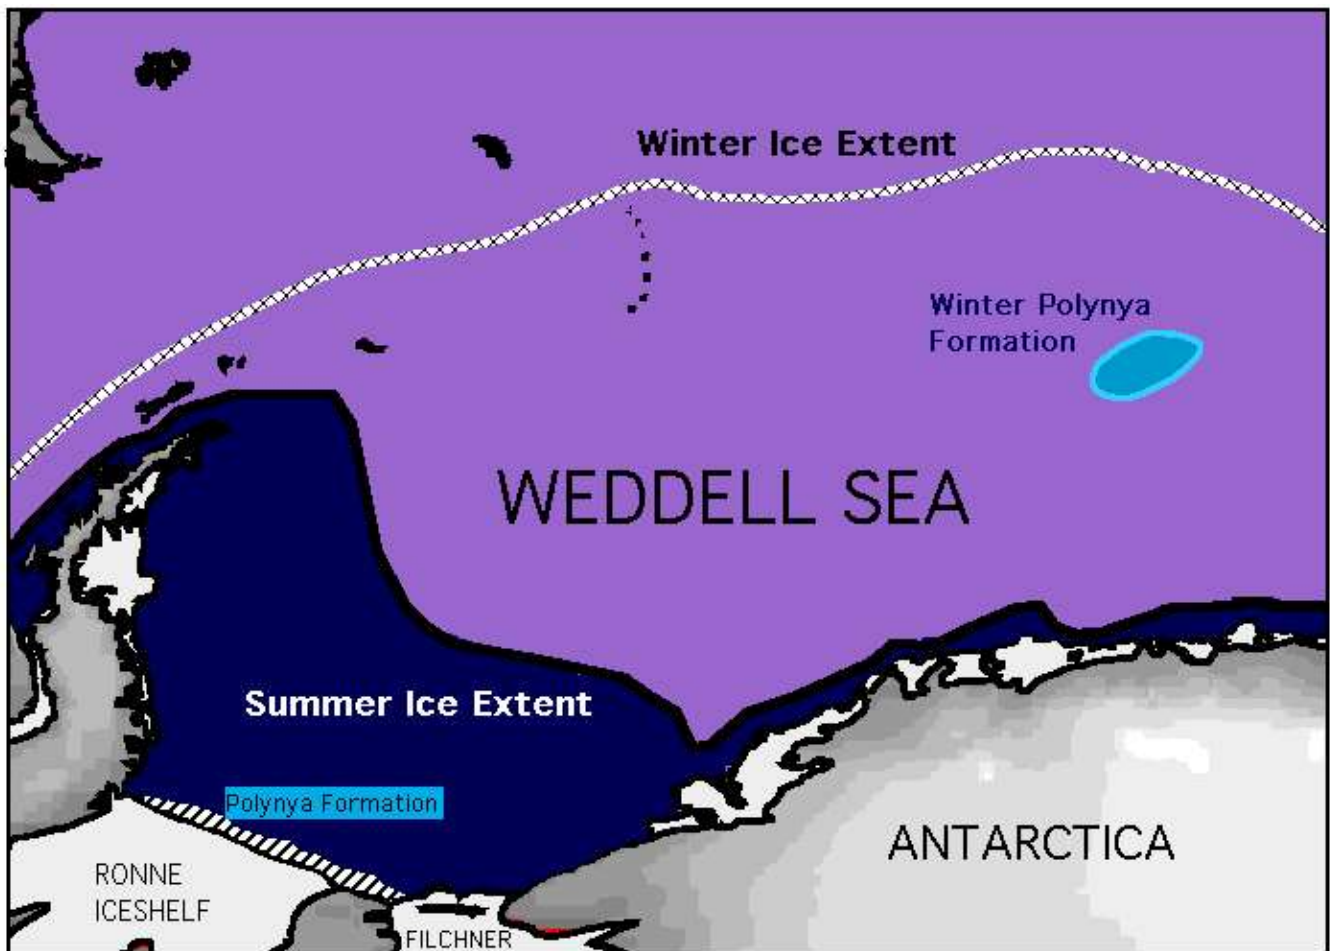 Winter Ice Extent
Winter Polynya
Formation
WEDDELL SEA
Summer Ice Extent
Polynya Formation
ANTARCTICA
RONNE
ICESHELF
FILCHNER